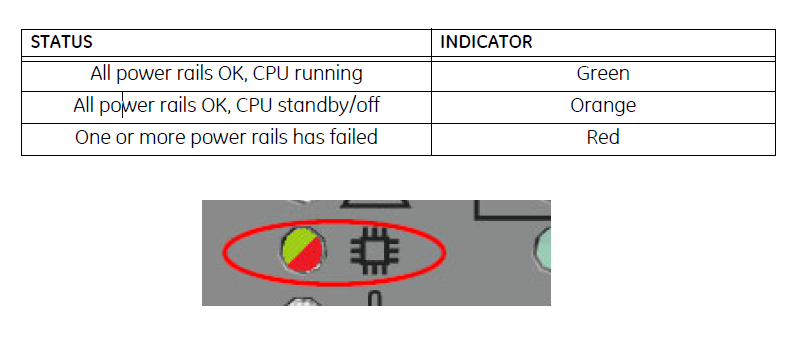 STATUS INDICATOR
All power rails OK, CPU running Green
All power rails OK, CPU standby/off Orange
One or more power rails has failed Red